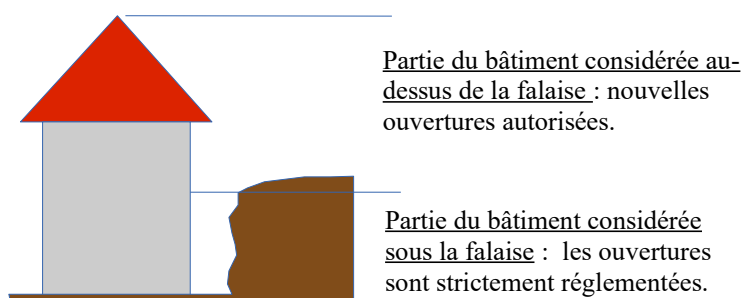 Partie du bâtiment considérée au-
dessus de la falaise : nouvelles
ouvertures autorisées.
Partie du bâtiment considérée
sous la falaise : les ouvertures
sont strictement réglementées.